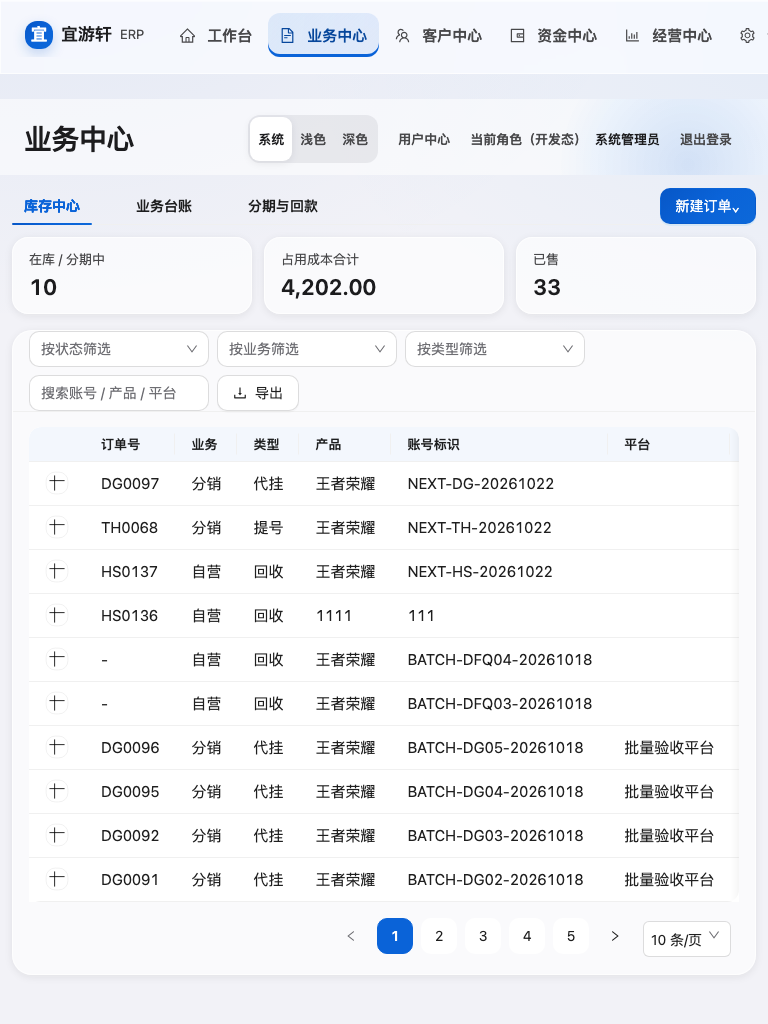 宜 宜游轩 ERP 工作台 业务中心 客户中心 资金中心 经营中心
业务中心 系统 浅色 深色 用户中心 当前角色（开发态） 系统管理员 退出登录
库存中心 业务台账 分期与回款 新建订单
在库 / 分期中 占用成本合计 已售
10 4,202.00 33
按状态筛选 按业务筛选 按类型筛选
搜索账号 / 产品 / 平台 导出
订单号 业务 类型 产品 账号标识 平台
DG0097 分销 代挂 王者荣耀 NEXT-DG-20261022
TH0068 分销 提号 王者荣耀 NEXT-TH-20261022
HS0137 自营 回收 王者荣耀 NEXT-HS-20261022
HS0136 自营 回收 1111 111
- 自营 回收 王者荣耀 BATCH-DFQ04-20261018
- 自营 回收 王者荣耀 BATCH-DFQ03-20261018
DG0096 分销 代挂 王者荣耀 BATCH-DG05-20261018 批量验收平台
DG0095 分销 代挂 王者荣耀 BATCH-DG04-20261018 批量验收平台
DG0092 分销 代挂 王者荣耀 BATCH-DG03-20261018 批量验收平台
DG0091 分销 代挂 王者荣耀 BATCH-DG02-20261018 批量验收平台
< 1 2 3 4 5 > 10 条/页